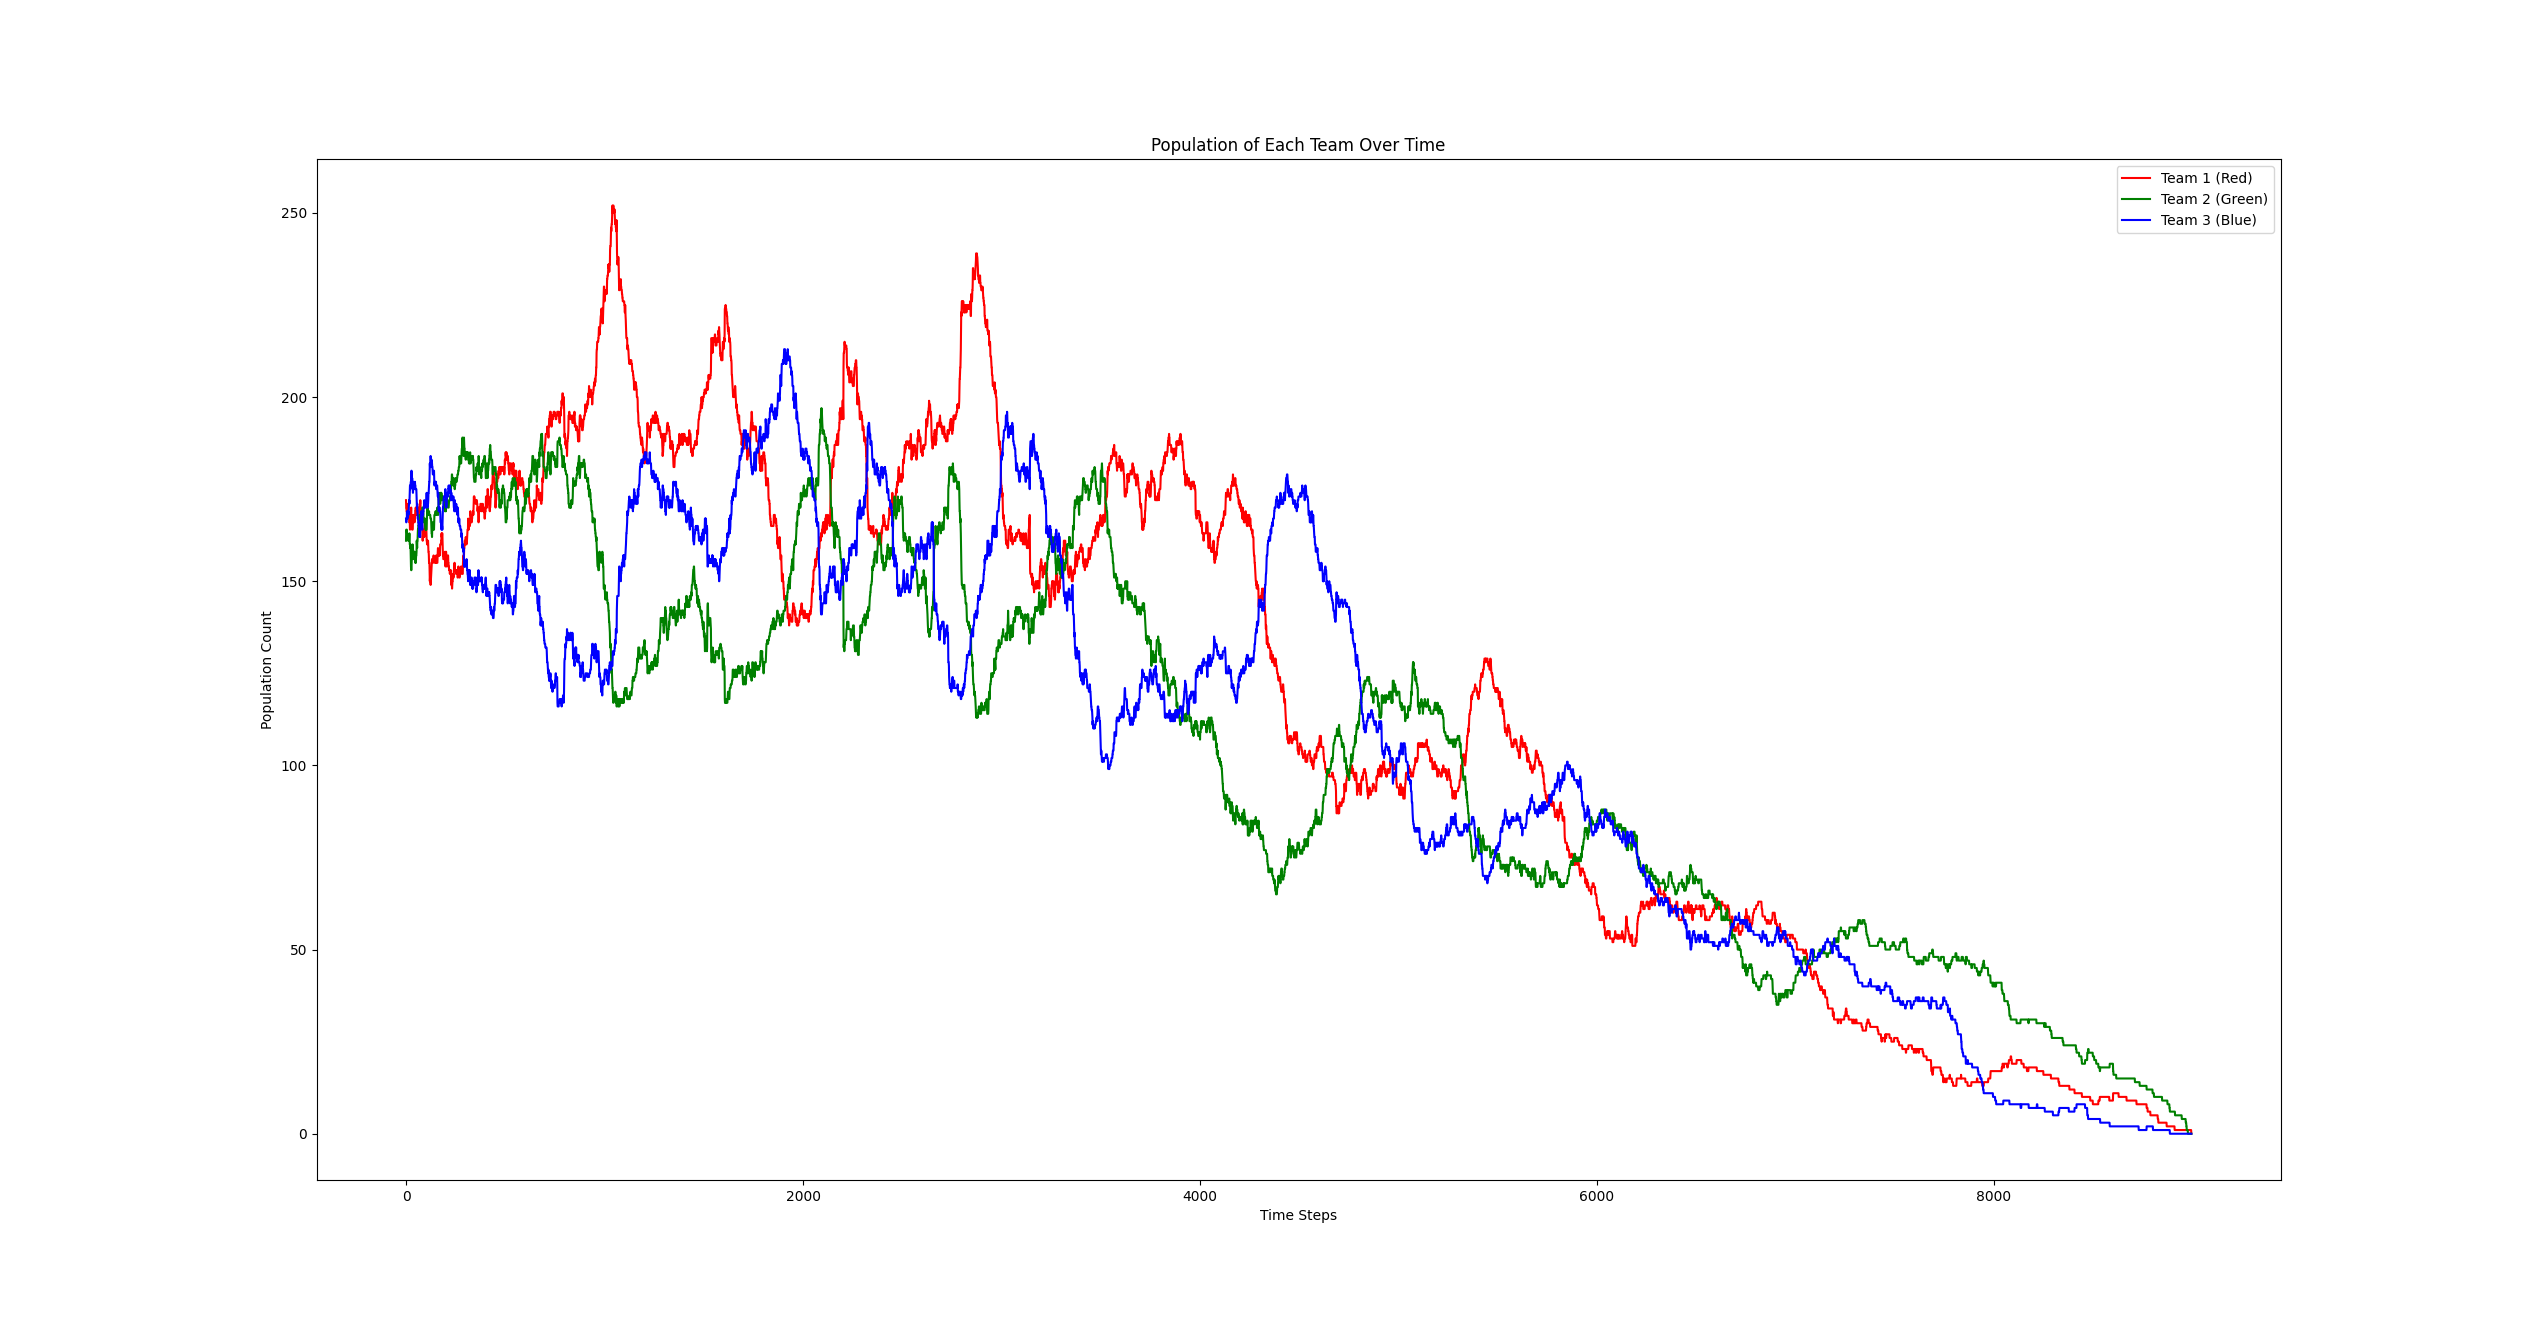 Population of Each Team Over Time
Team 1 (Red)
Team 2 (Green)
Team 3 (Blue)
250
200
150
100
50
0
Population Count
0 2000 4000 6000 8000
Time Steps